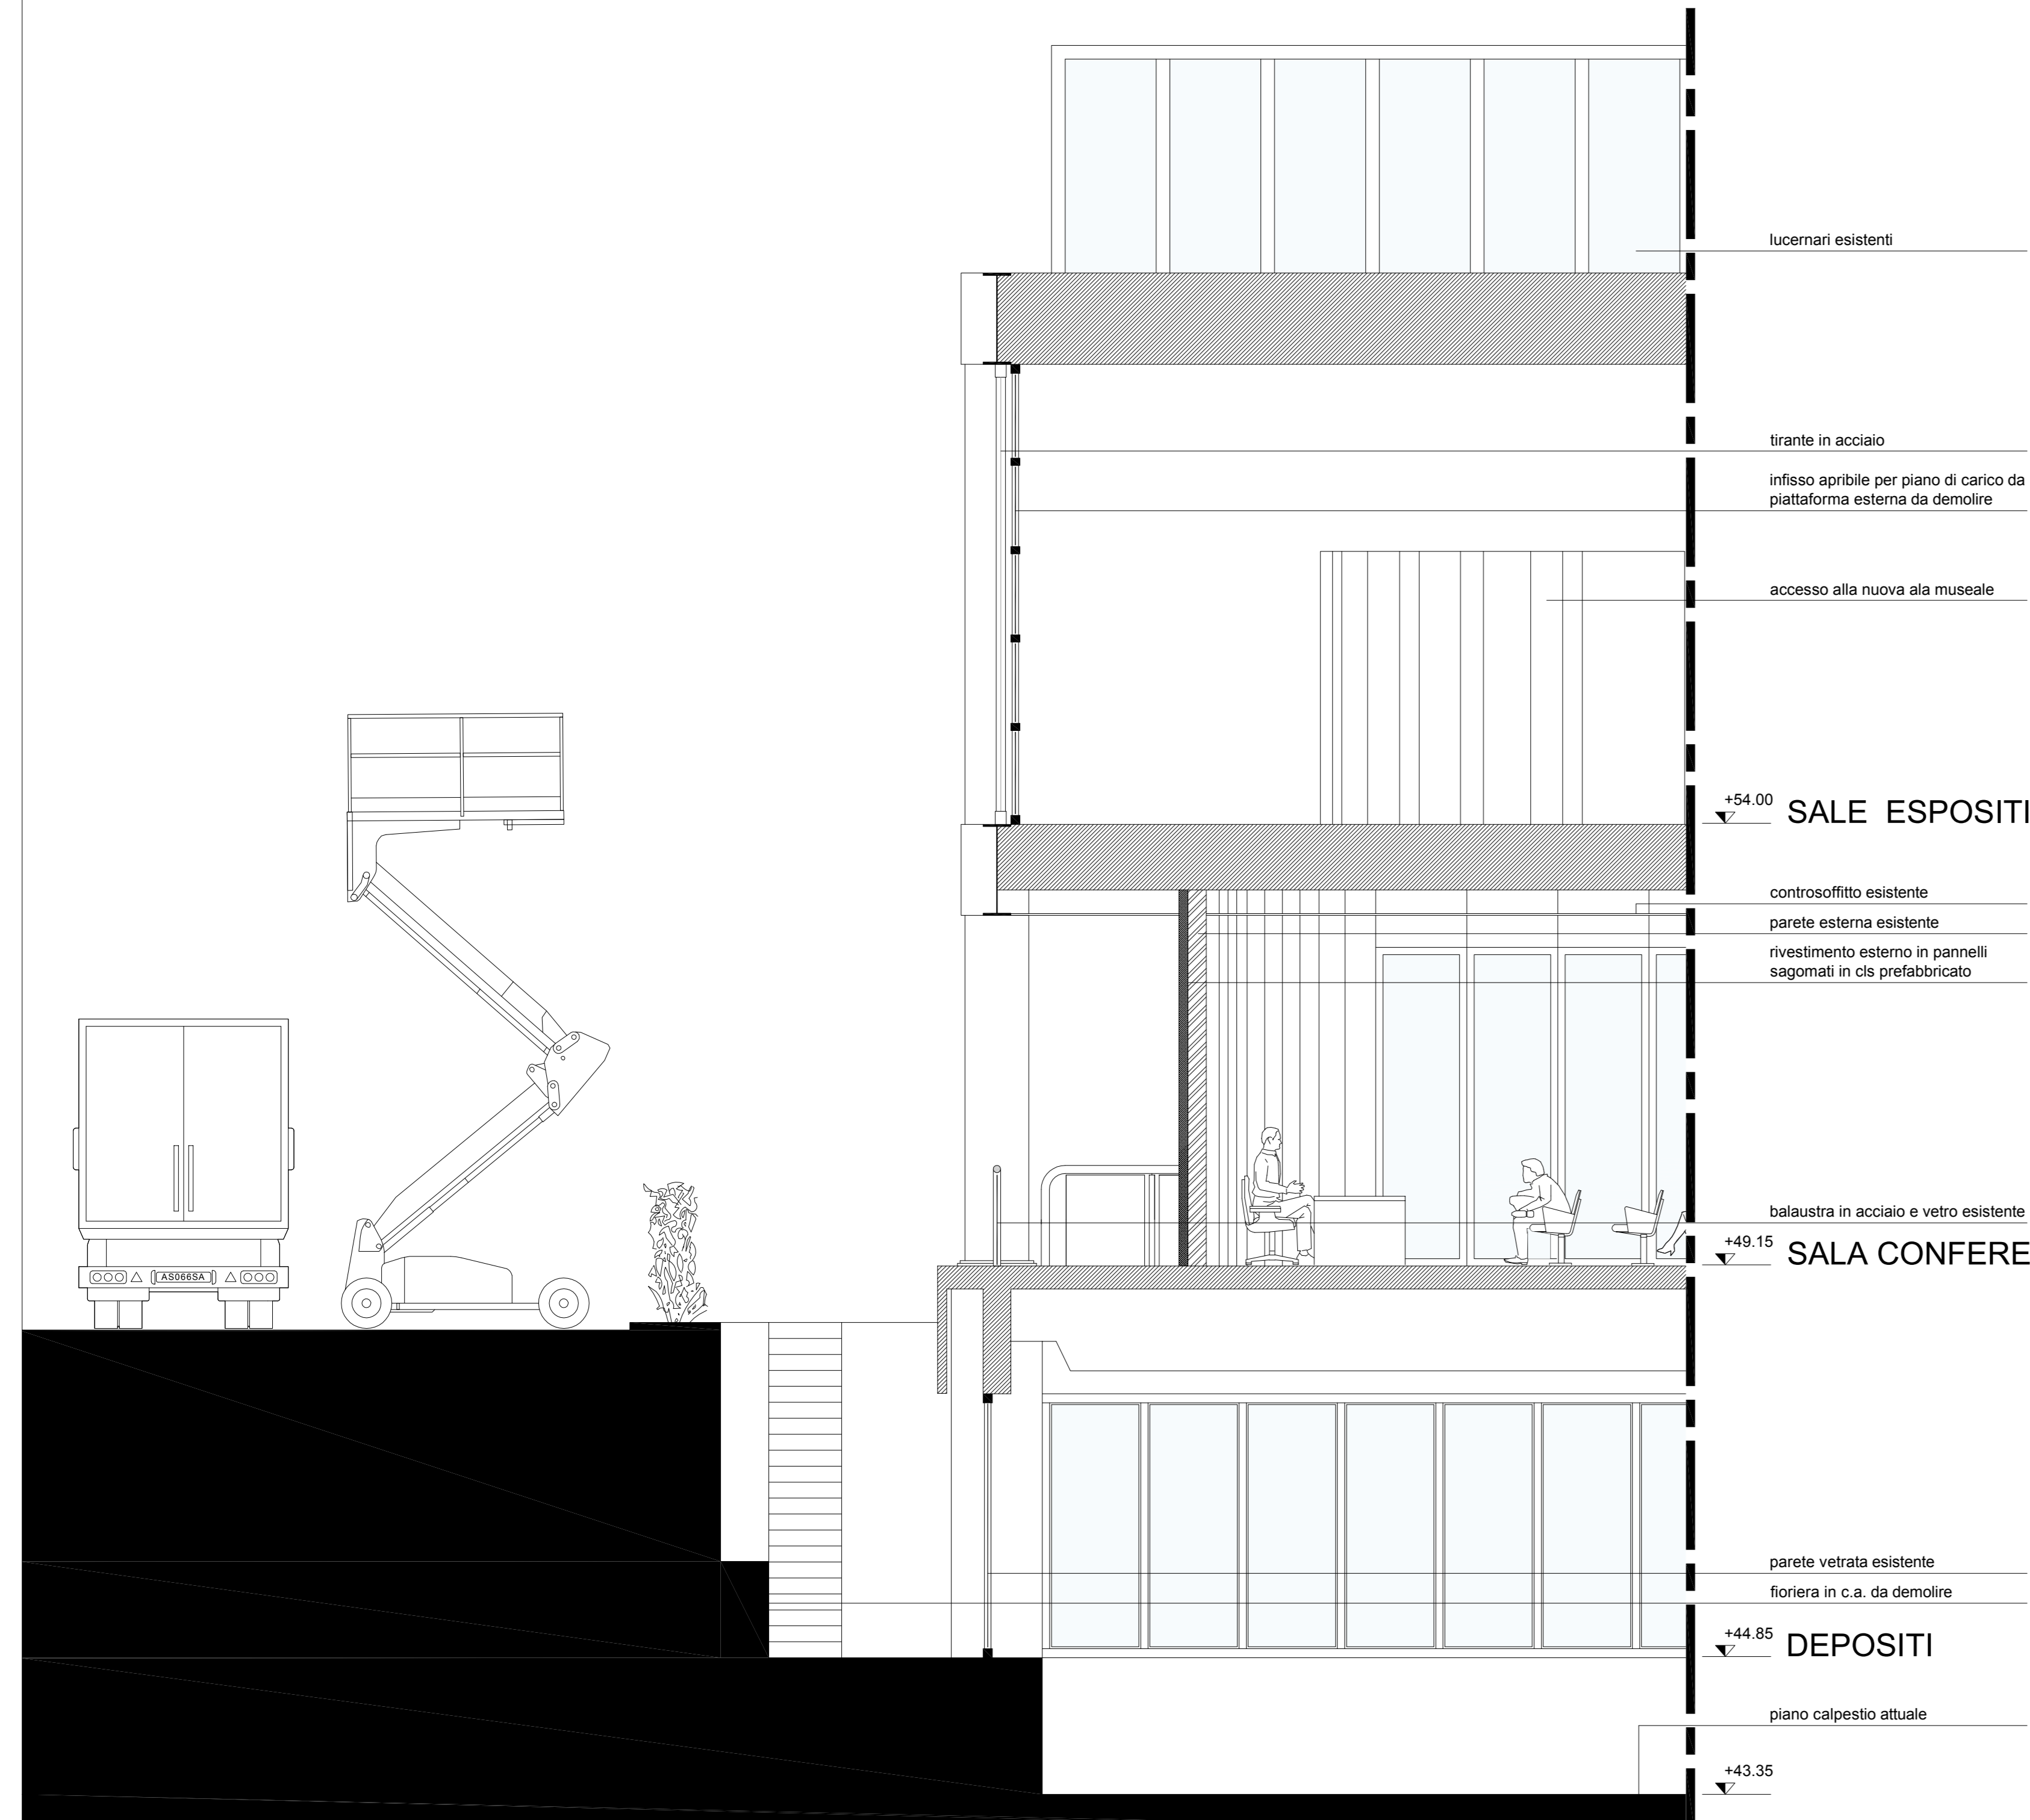 lucernari esistenti
tirante in acciaio
infisso apribile per piano di carico da
piattaforma esterna da demolire
accesso alla nuova ala museale
+54.00 SALE ESPOSITI
controsoffitto esistente
parete esterna esistente
rivestimento esterno in pannelli
sagomati in cls prefabbricato
balaustra in acciaio e vetro esistente
+49.15 SALA CONFERE
AS066SA
parete vetrata esistente
fioriera in c.a. da demolire
+44.85 DEPOSITI
piano calpestio attuale
+43.35